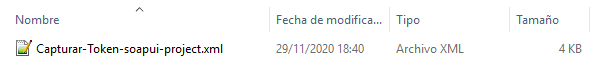 Nombre Fecha de modifica... Tipo Tamaño
Capturar-Token-soapui-project.xml 29/11/2020 18:40 Archivo XML 4 KB